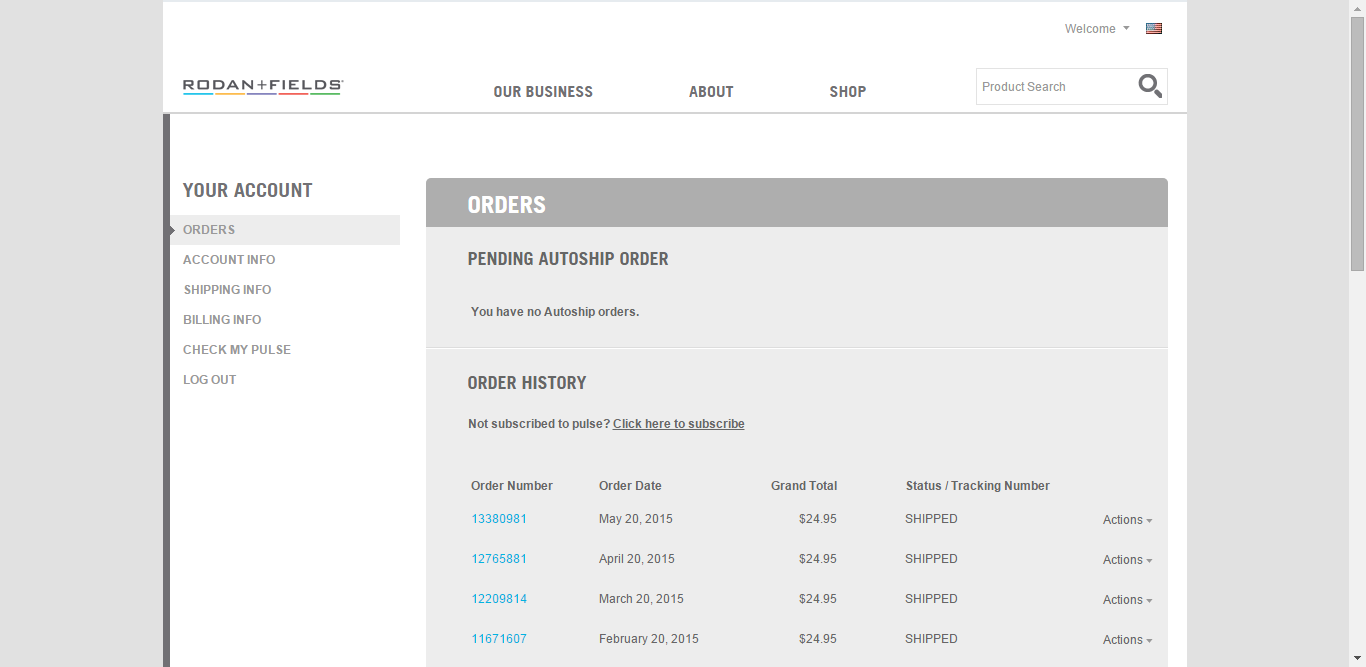 Welcome
RODAN+FIELDS
OUR BUSINESS
ABOUT
SHOP
Product Search
YOUR ACCOUNT
ORDERS
ACCOUNT INFO
SHIPPING INFO
BILLING INFO
CHECK MY PULSE
LOG OUT
ORDERS
PENDING AUTOSHIP ORDER
You have no Autoship orders.
ORDER HISTORY
Not subscribed to pulse? Click here to subscribe
Order Number Order Date Grand Total Status / Tracking Number
13380981 May 20, 2015 $24.95 SHIPPED Actions
12765881 April 20, 2015 $24.95 SHIPPED Actions
12209814 March 20, 2015 $24.95 SHIPPED Actions
11671607 February 20, 2015 $24.95 SHIPPED Actions